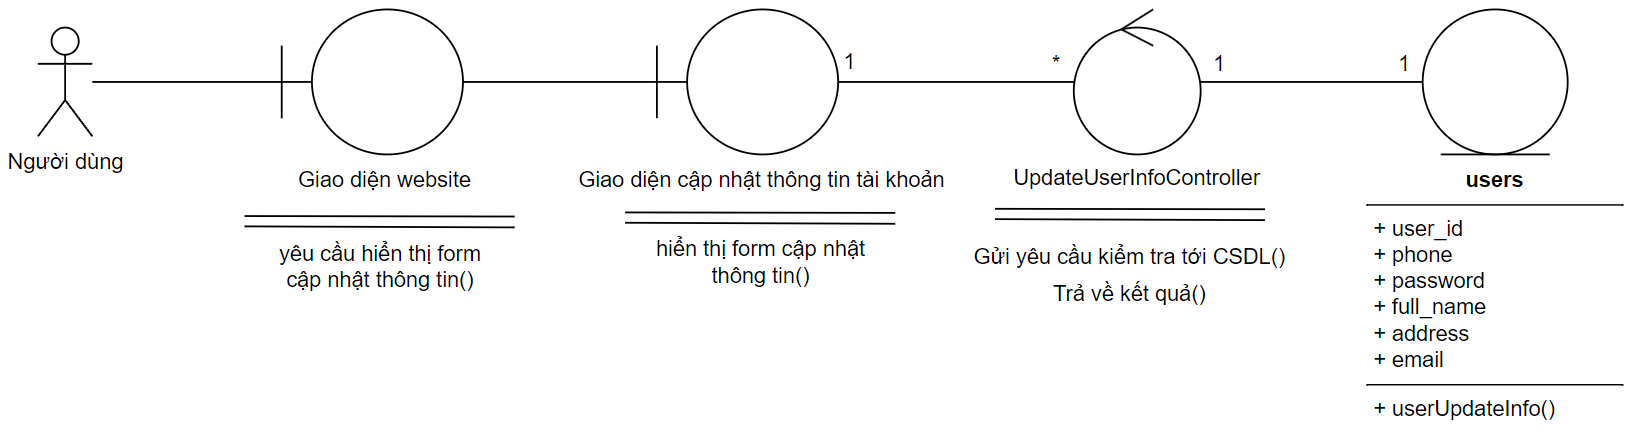 Người dùng
Giao diện website
yêu cầu hiển thị form
cập nhật thông tin()
Giao diện cập nhật thông tin tài khoản
hiển thị form cập nhật
thông tin()
1
*
UpdateUserInfoController
Gửi yêu cầu kiểm tra tới CSDL()
Trả về kết quả()
1
1
users
+ user_id
+ phone
+ password
+ full_name
+ address
+ email
+ userUpdateInfo()